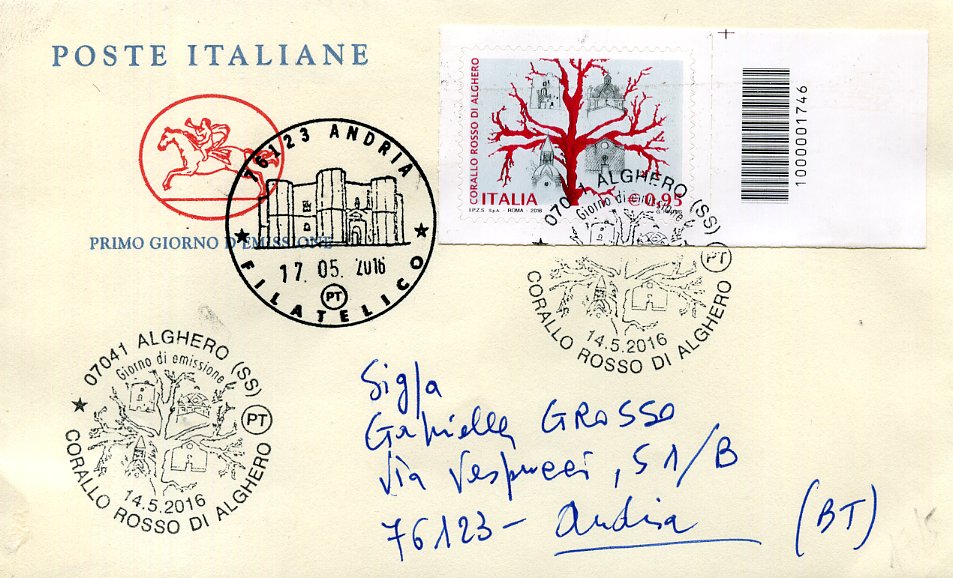 POSTE ITALIANE
PRIMO GIORNO D'EMISSIONE
76123 ANDRIA
17.05.2016
PT
FILATELICO
CORALLO ROSSO DI ALGHERO
ITALIA
€ 0,95
I.P.Z.S. S.p.A. - ROMA - 2016
1000001746
07041 ALGHERO (SS)
Giorno di emissione
PT
14.5.2016
CORALLO ROSSO DI ALGHERO
07041 ALGHERO (SS)
Giorno di emissione
PT
14.5.2016
CORALLO ROSSO DI ALGHERO
Sig/a
Gabriella GROSSO
Via Vespucci, 51/B
76123 - Andria (BT)